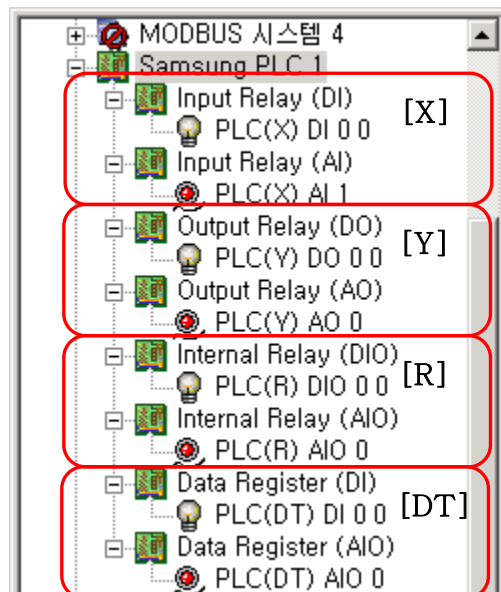 MODBUS 시스템 4
Samsung PLC 1
Input Relay (DI)
[X]
PLC(X) DI 0 0
Input Relay (AI)
PLC(X) AI 1
Output Relay (DO)
[Y]
PLC(Y) DO 0 0
Output Relay (AO)
PLC(Y) AO 0
Internal Relay (DIO)
[R]
PLC(R) DIO 0 0
Internal Relay (AIO)
PLC(R) AIO 0
Data Register (DI)
[DT]
PLC(DT) DI 0 0
Data Register (AIO)
PLC(DT) AIO 0